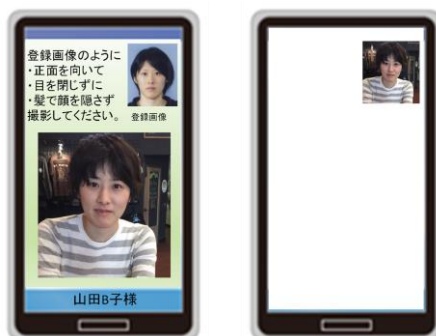 登録画像のように
・正面を向いて
・目を閉じずに
・髪で顔を隠さず
撮影してください。
登録画像
山田B子様